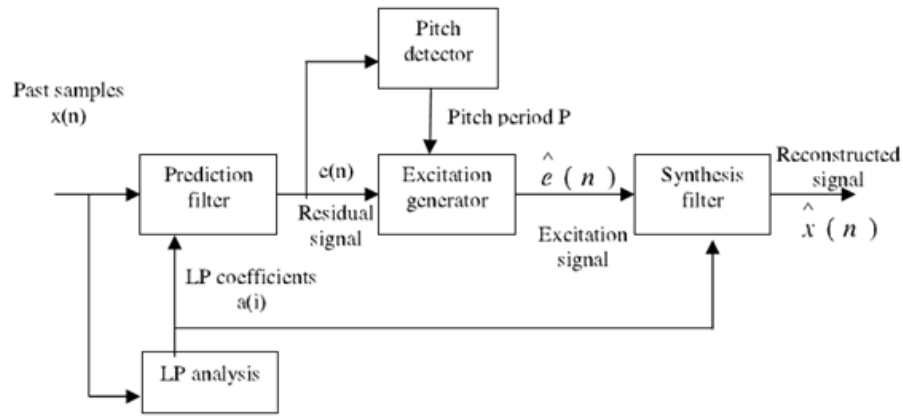 Pitch
detector
Past samples
x(n)
Pitch period P
Prediction
filter
e(n)
Residual
signal
Excitation
generator
^
e ( n )
Excitation
signal
Synthesis
filter
Reconstructed
signal
^
x ( n )
LP coefficients
a(i)
LP analysis